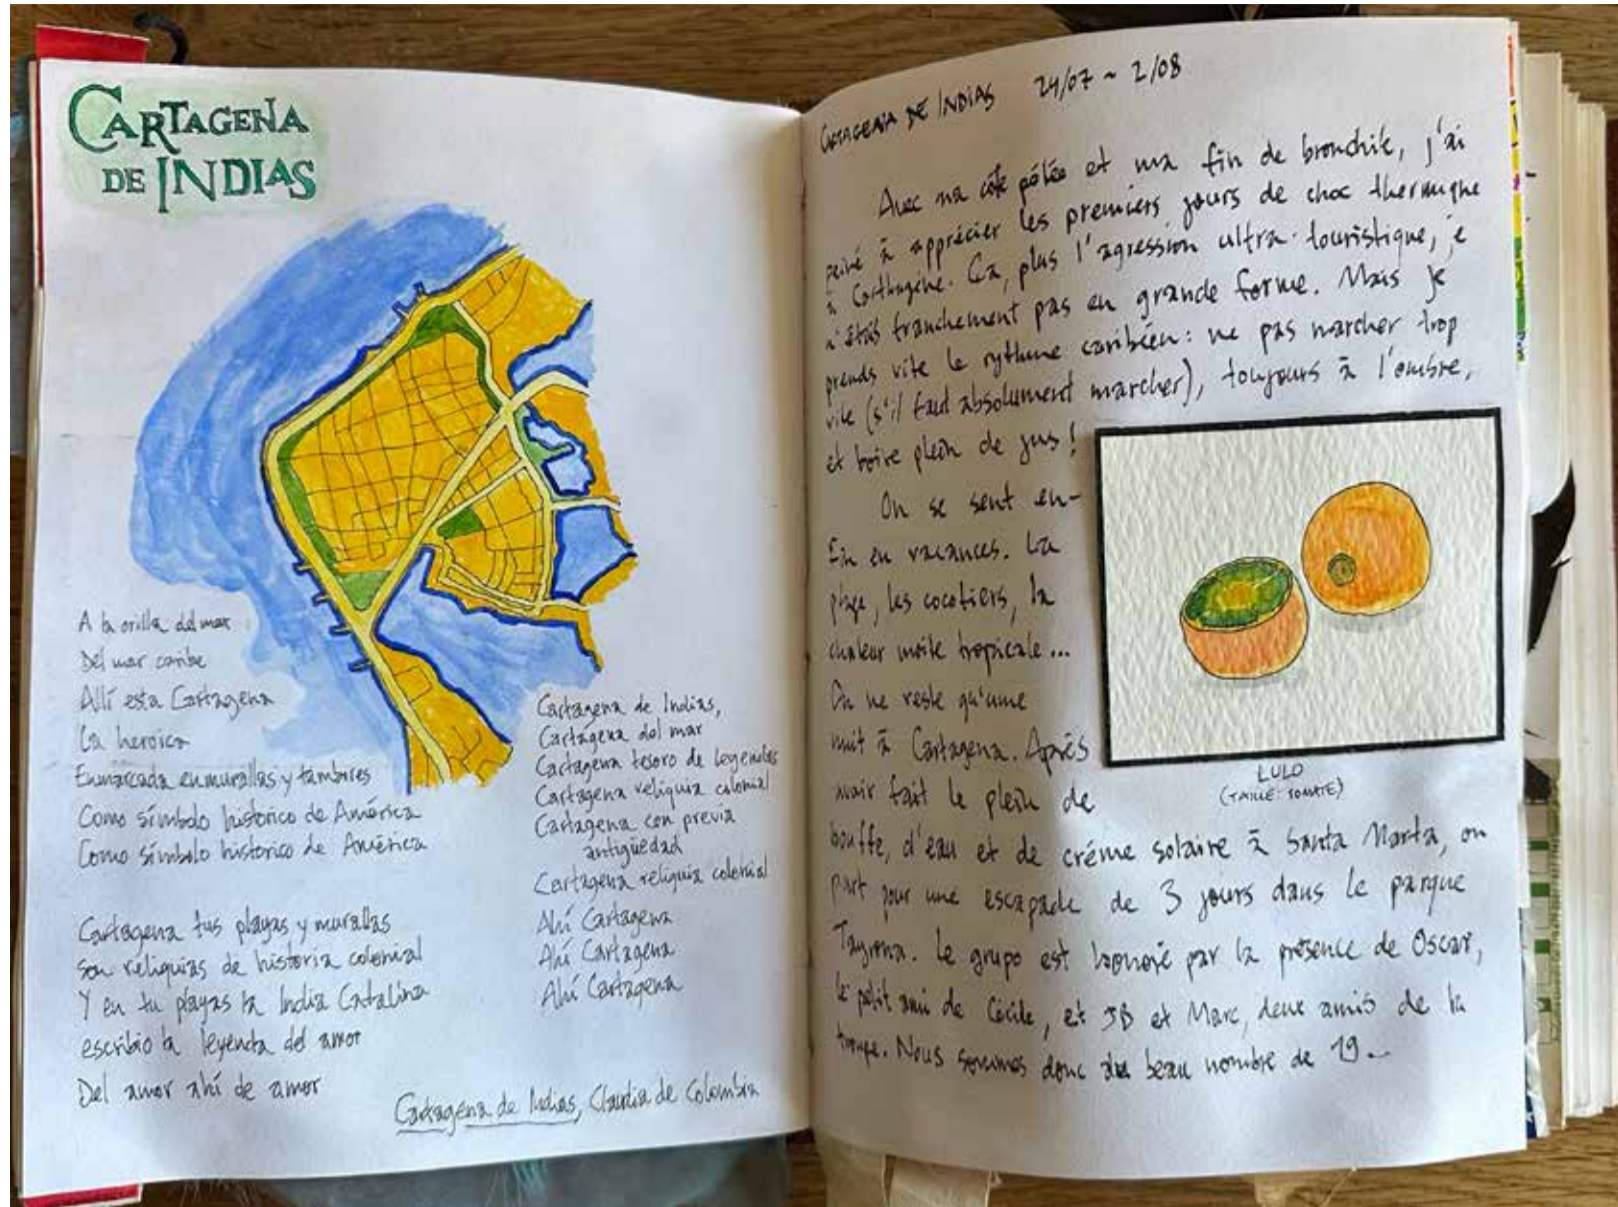 CARTAGENA
DE INDIAS
A la orilla del mar
Del mar caribe
Allí esta Cartagena
La heroica
Enmarcada en murallas y tambores
Como símbolo historico de América
Como símbolo historico de América
Cartagena tus playas y murallas
son reliquias de historia colonial
Y en tu playas la India Catalina
escribio la leyenda del amor
Del amor ahí de amor
Cartagena de Indias,
Cartagena del mar
Cartagena tesoro de leyendas
Cartagena reliquia colonial
Cartagena con previa
antigüedad
Cartagena reliquia colonial
Ahí Cartagena
Ahí Cartagena
Ahí Cartagena
Cartagena de Indias, Claudia de Colombia
CARTAGENA DE INDIAS 24/07 ~ 2/08
Avec ma côte pétée et ma fin de bronchite, j'ai
peiné à apprécier les premiers jours de choc thermique
à Carthagène. Ca, plus l'agression ultra-touristique, je
n'étais franchement pas en grande forme. Mais je
prends vite le rythme caribéen: ne pas marcher trop
vite (s'il faut absolument marcher), toujours à l'ombre,
et boire plein de jus!
On se sent en-
fin en vacances. La
plage, les cocotiers, la
chaleur moite tropicale...
On ne reste qu'une
nuit à Cartagena. Après
avoir fait le plein de
bouffe, d'eau et de crème solaire à Santa Marta, on
part pour une escapade de 3 jours dans le parque
Tayrona. Le grupo est honoré par la présence de Oscar,
le petit ami de Cécile, et JB et Marc, deux amis de la
troupe. Nous sommes donc au beau nombre de 19...
LULO
(TAILLE: TOMATE)